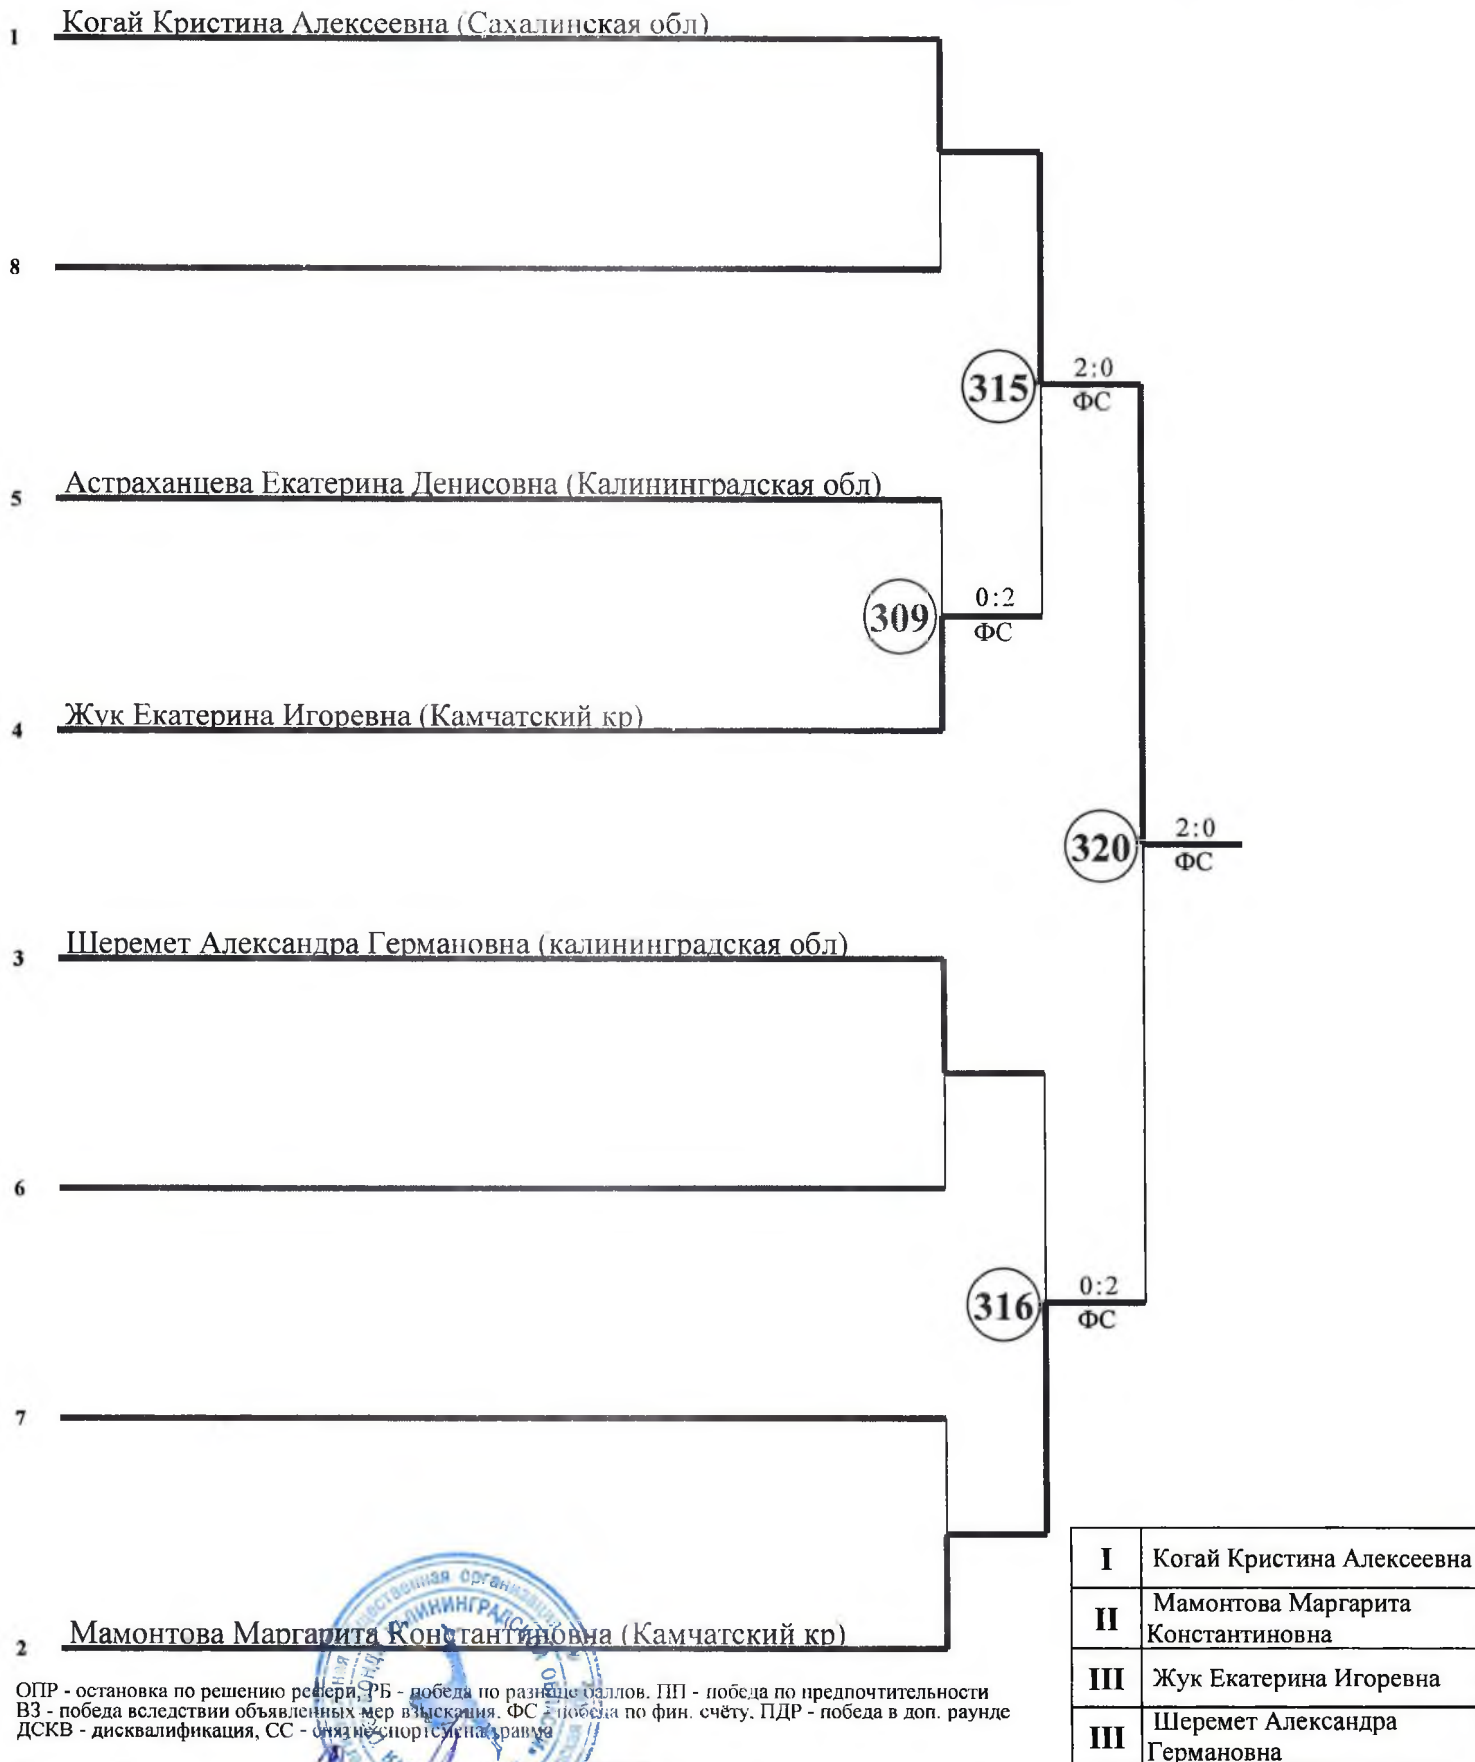 1 Когай Кристина Алексеевна (Сахалинская обл)
8
315 2:0
ФС
5 Астраханцева Екатерина Денисовна (Калининградская обл)
309 0:2
ФС
4 Жук Екатерина Игоревна (Камчатский кр)
320 2:0
ФС
3 Шеремет Александра Германовна (калининградская обл)
6
316 0:2
ФС
7
2 Мамонтова Маргарита Константиновна (Камчатский кр)
I Когай Кристина Алексеевна
II Мамонтова Маргарита
Константиновна
III Жук Екатерина Игоревна
III Шеремет Александра
Германовна
ОПР - остановка по решению рефери, РБ - победа по разнице баллов. ПП - победа по предпочтительности
ВЗ - победа вследствии объявленных мер взыскания. ФС - победа по фин. счёту. ПДР - победа в доп. раунде
ДСКВ - дисквалификация, СС - снятие спортсмена травма
общественная организация
КАЛИНИНГРАДСКОЙ